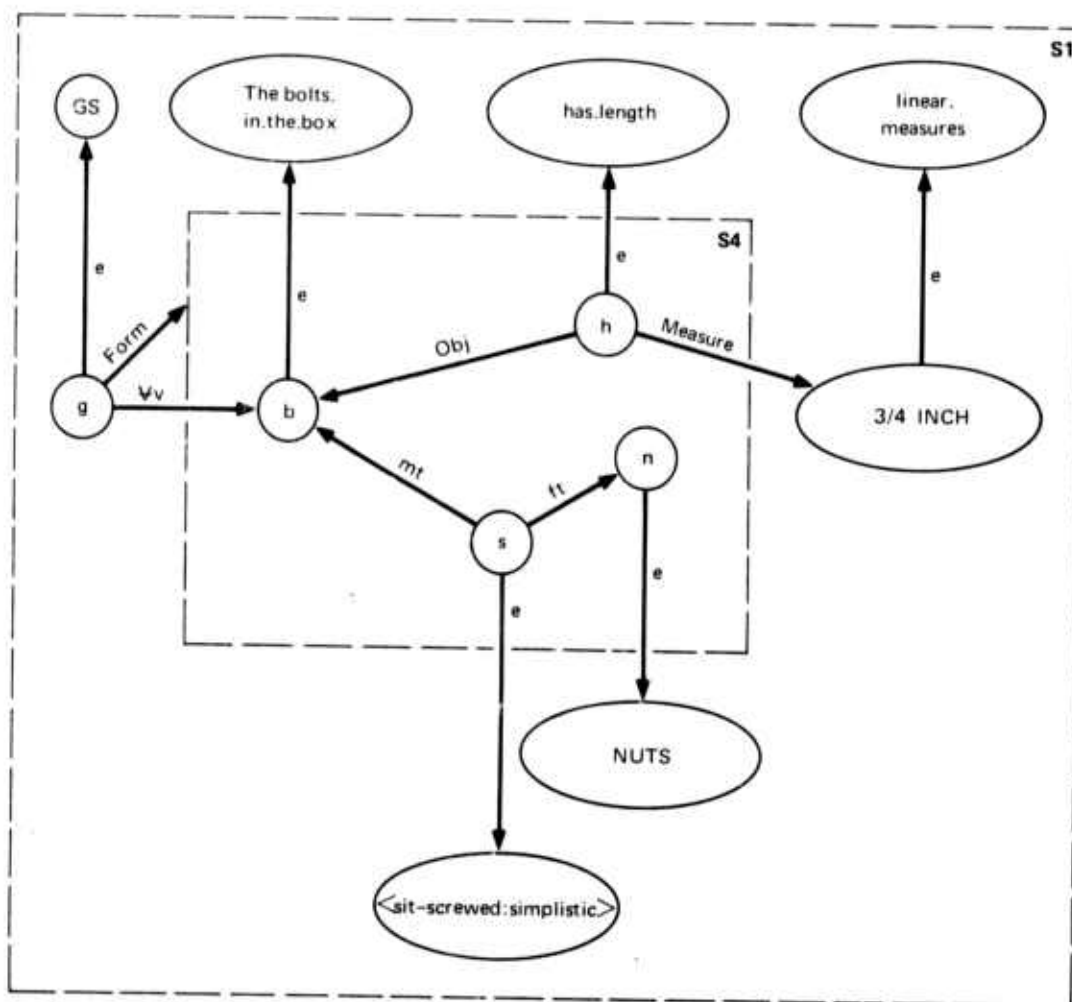 S1
GS
The bolts.
in.the.box
has.length
linear.
measures
S4
e
e
e
e
Form
h
Measure
Obj
g
∀v
b
3/4 INCH
mt
n
ft
s
e
e
NUTS
<sit-screwed:simplistic>